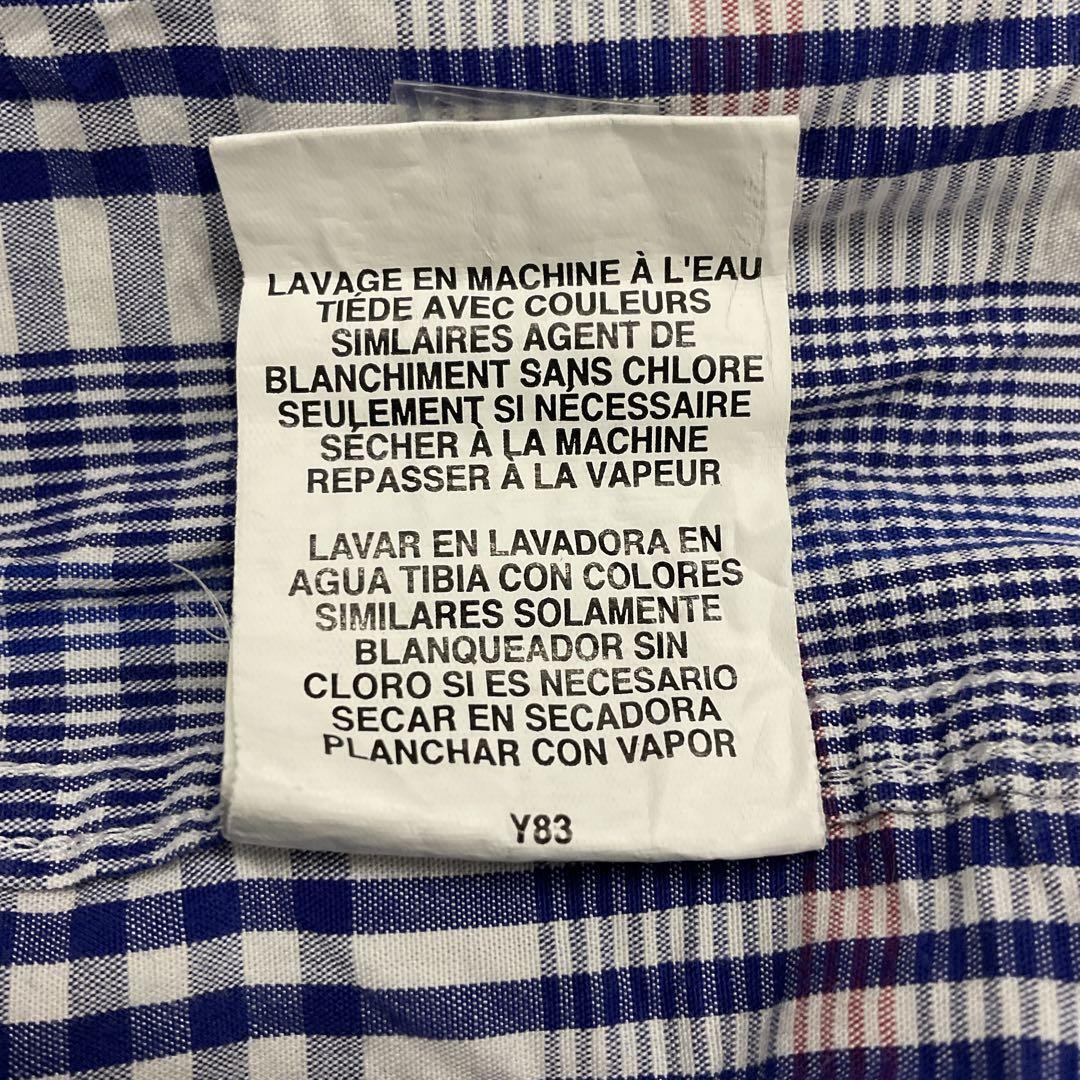 LAVAGE EN MACHINE À L'EAU
TIÉDE AVEC COULEURS
SIMLAIRES AGENT DE
BLANCHIMENT SANS CHLORE
SEULEMENT SI NÉCESSAIRE
SÉCHER À LA MACHINE
REPASSER À LA VAPEUR
LAVAR EN LAVADORA EN
AGUA TIBIA CON COLORES
SIMILARES SOLAMENTE
BLANQUEADOR SIN
CLORO SI ES NECESARIO
SECAR EN SECADORA
PLANCHAR CON VAPOR
Y83